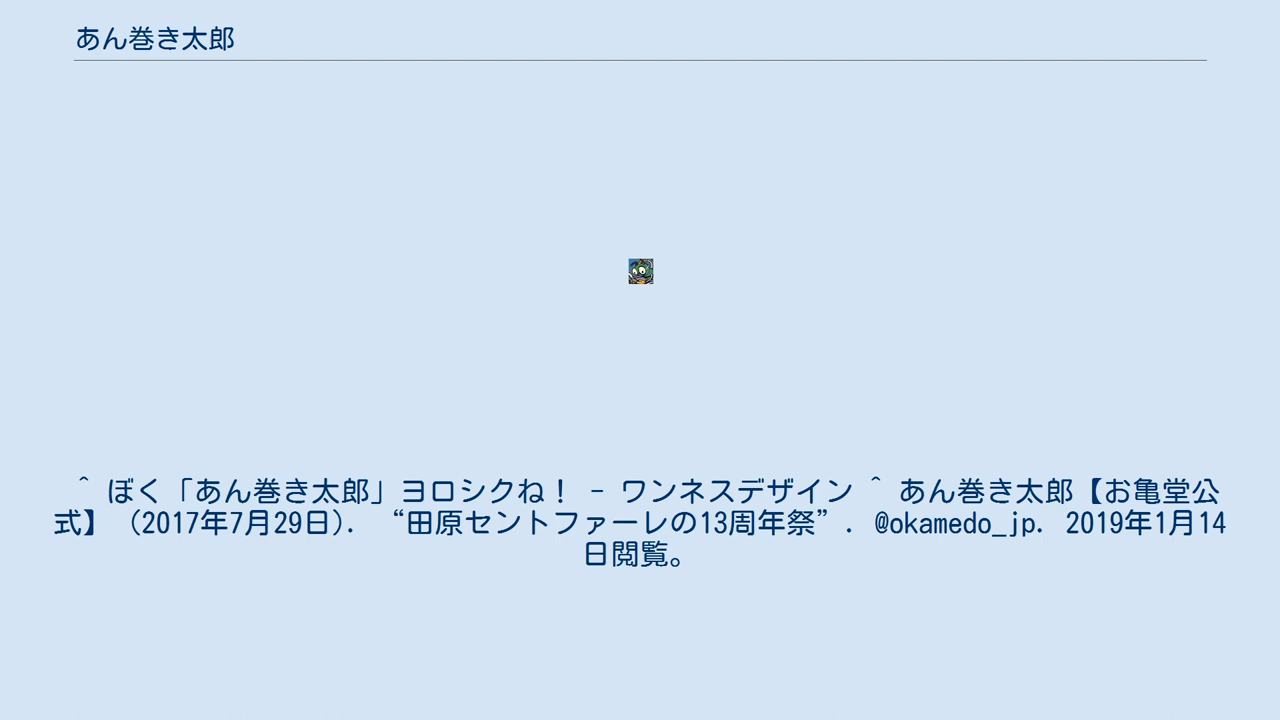 あん巻き太郎
^ ぼく「あん巻き太郎」ヨロシクね！ - ワンネスデザイン ^ あん巻き太郎【お亀堂公
式】 (2017年7月29日). “田原セントファーレの13周年祭”. @okamedo_jp. 2019年1月14
日閲覧。